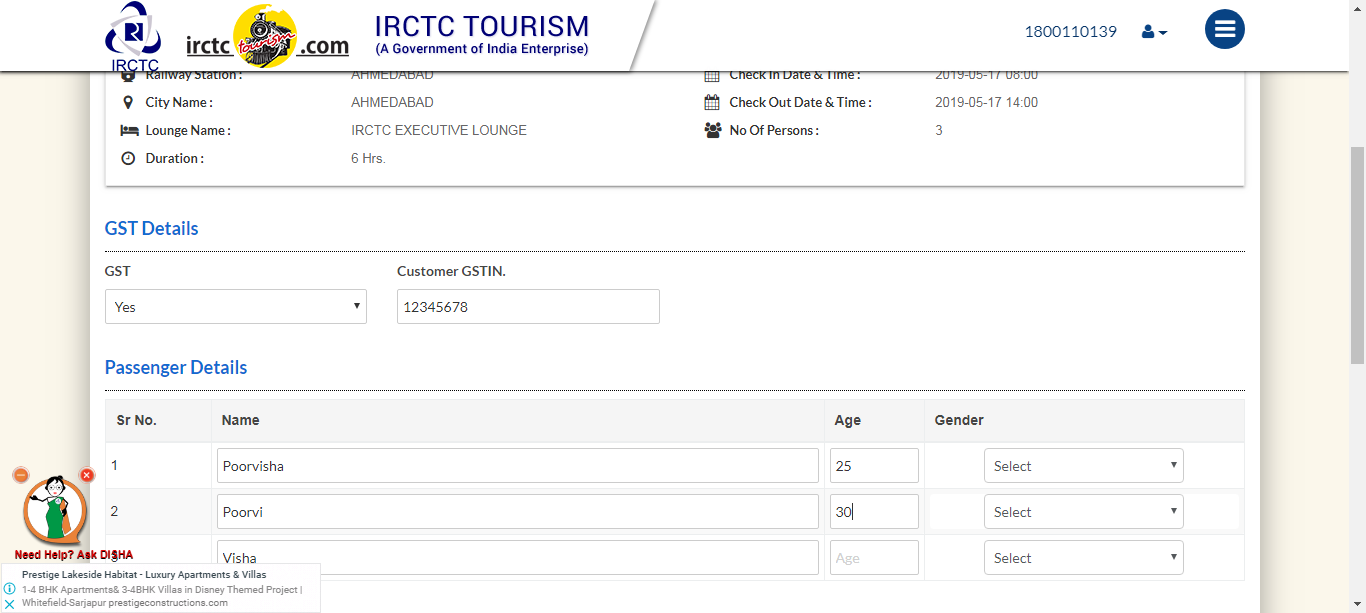 IRCTC
irctc tourism .com
IRCTC TOURISM
(A Government of India Enterprise)
1800110139
Railway Station : AHMEDABAD Check In Date & Time : 2019-05-17 08:00
City Name : AHMEDABAD Check Out Date & Time : 2019-05-17 14:00
Lounge Name : IRCTC EXECUTIVE LOUNGE No Of Persons : 3
Duration : 6 Hrs.
GST Details
GST Customer GSTIN.
Yes 12345678
Passenger Details
Sr No. Name Age Gender
1 Poorvisha 25 Select
2 Poorvi 30 Select
3 Visha Age Select
Need Help? Ask DISHA
Prestige Lakeside Habitat - Luxury Apartments & Villas
1-4 BHK Apartments& 3-4BHK Villas in Disney Themed Project |
Whitefield-Sarjapur prestigeconstructions.com